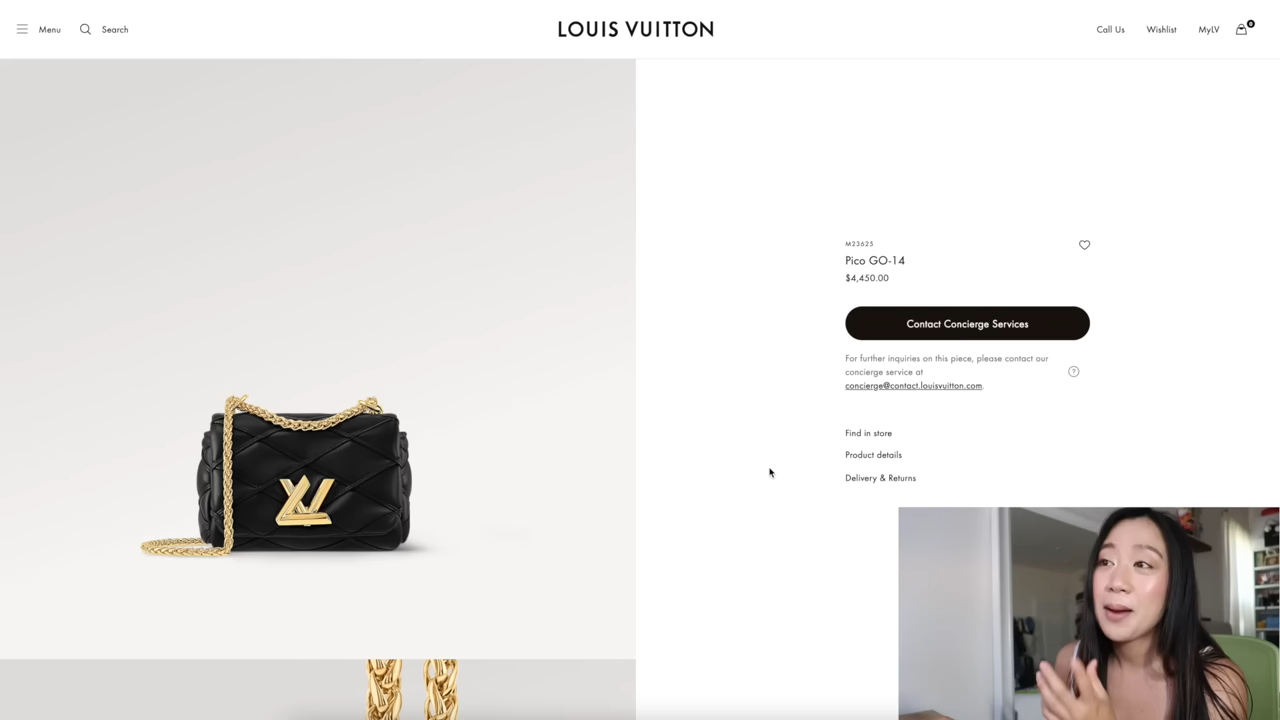 Menu
Search
LOUIS VUITTON
Call Us
Wishlist
MyLV
0
M23625
Pico GO-14
$4,450.00
Contact Concierge Services
For further inquiries on this piece, please contact our
concierge service at
concierge@contact.louisvuitton.com.
?
Find in store
Product details
Delivery & Returns